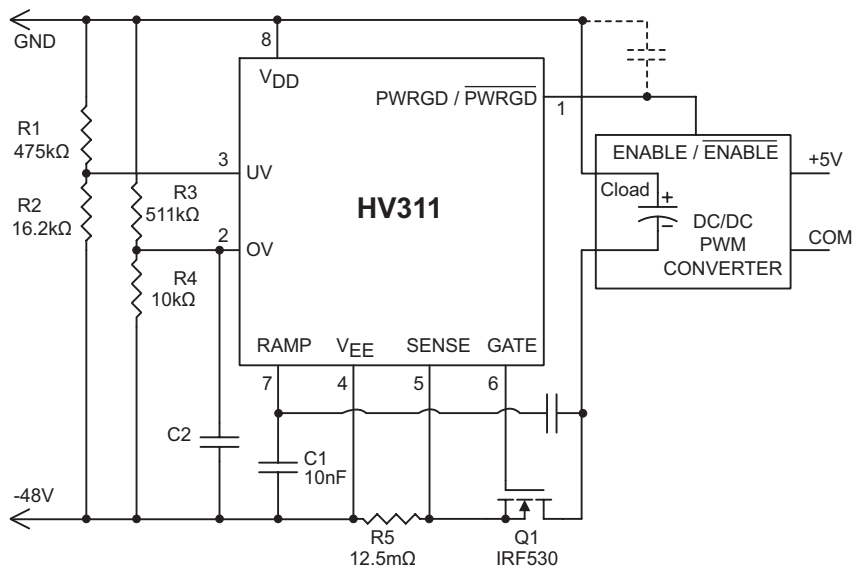 GND
8
VDD
PWRGD / PWRGD
1
R1
475kΩ
3
UV
ENABLE / ENABLE
+5V
R2
16.2kΩ
R3
511kΩ
HV311
Cload
+
–
DC/DC
PWM
CONVERTER
COM
2
OV
R4
10kΩ
RAMP
VEE
SENSE
GATE
7
4
5
6
C2
C1
10nF
-48V
R5
12.5mΩ
Q1
IRF530